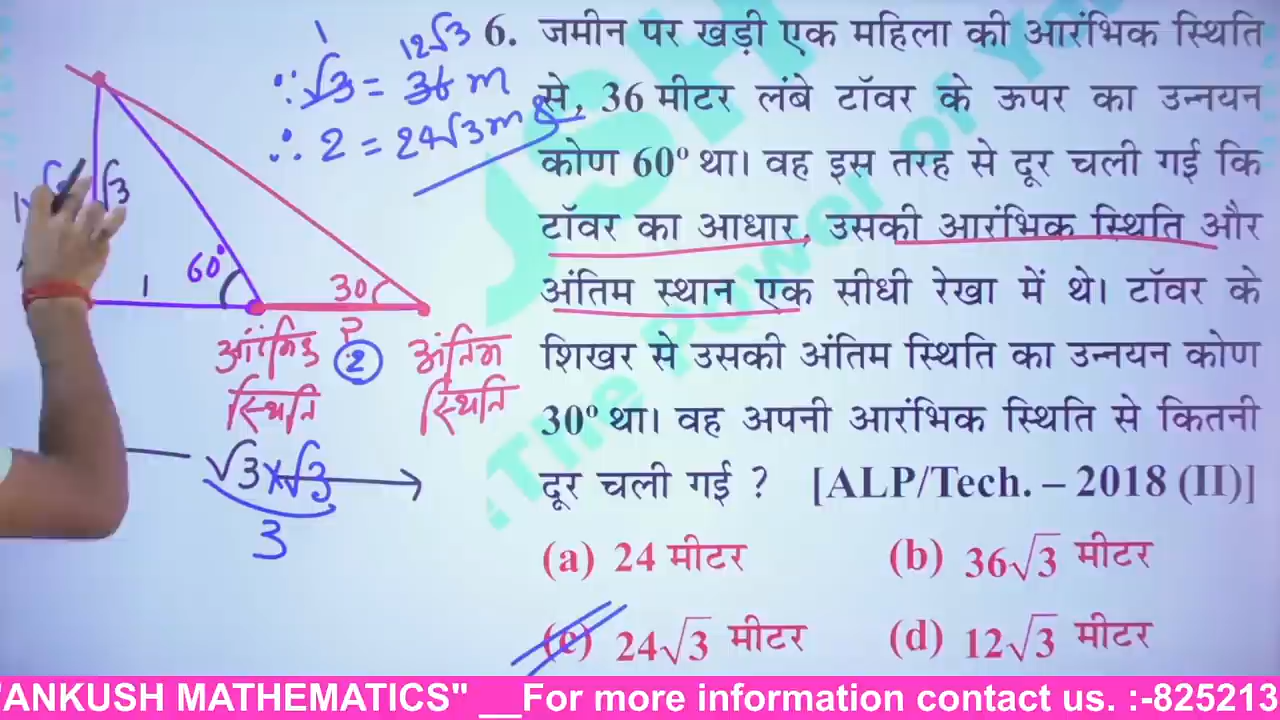 6. जमीन पर खड़ी एक महिला की आरंभिक स्थिति
से, 36 मीटर लंबे टॉवर के ऊपर का उन्नयन
कोण 60° था। वह इस तरह से दूर चली गई कि
टॉवर का आधार, उसकी आरंभिक स्थिति और
अंतिम स्थान एक सीधी रेखा में थे। टॉवर के
शिखर से उसकी अंतिम स्थिति का उन्नयन कोण
30° था। वह अपनी आरंभिक स्थिति से कितनी
दूर चली गई ? [ALP/Tech. – 2018 (II)]
(a) 24 मीटर (b) 36√3 मीटर
(c) 24√3 मीटर (d) 12√3 मीटर
1 12√3
∵ √3 = 36 m
∴ 2 = 24√3 m
√3
60°
30
1
?
2
स्थिति
अंतिम
स्थिति
√3×√3
3
"ANKUSH MATHEMATICS" __For more information contact us. :-825213